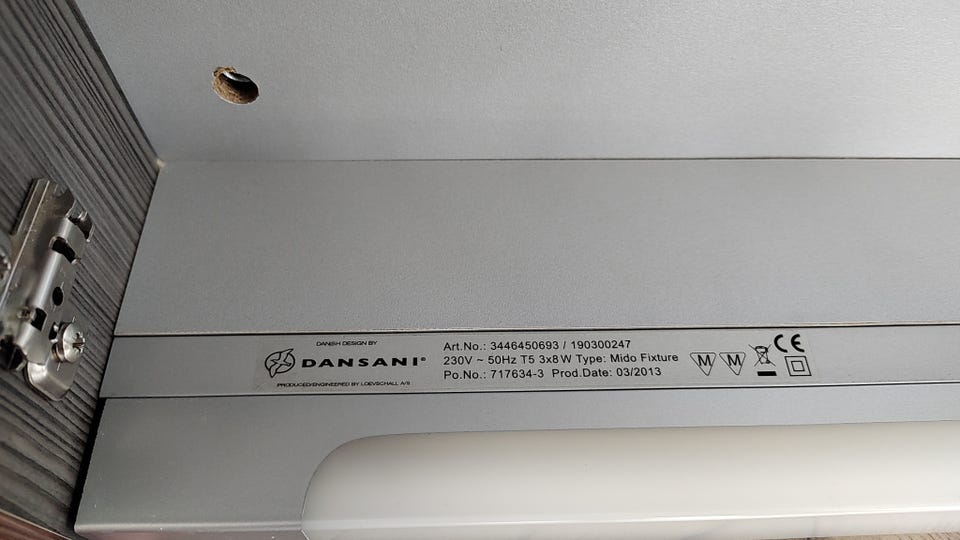 DANISH DESIGN BY
DANSANI®
PRODUCED/ENGINEERED BY LOEVSCHALL A/S
Art.No.: 3446450693 / 190300247
230V ~ 50Hz T5 3x8W Type: Mido Fixture
Po.No.: 717634-3 Prod.Date: 03/2013
M M CE